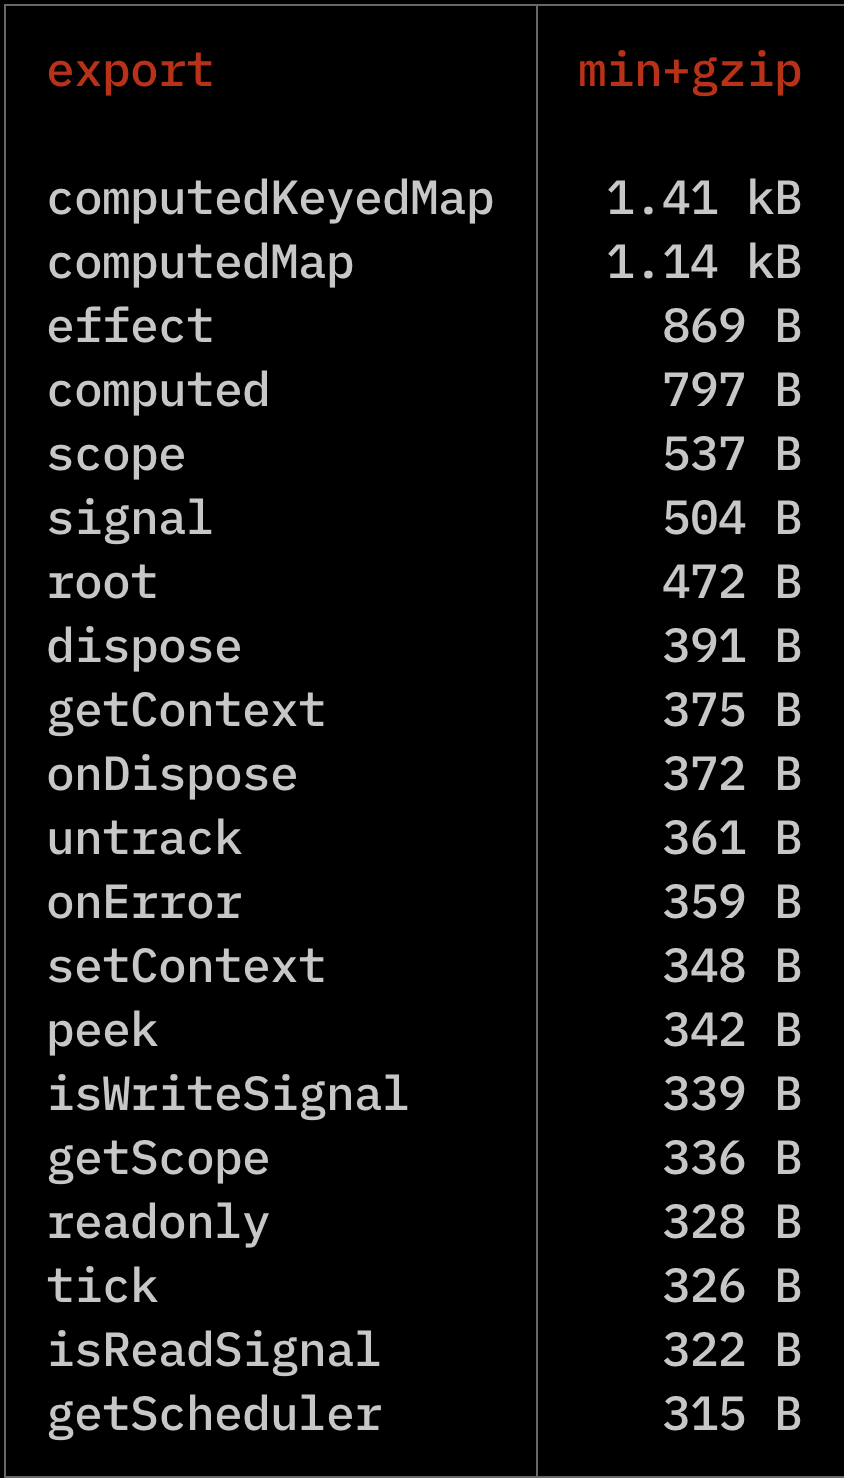 export min+gzip
computedKeyedMap 1.41 kB
computedMap 1.14 kB
effect 869 B
computed 797 B
scope 537 B
signal 504 B
root 472 B
dispose 391 B
getContext 375 B
onDispose 372 B
untrack 361 B
onError 359 B
setContext 348 B
peek 342 B
isWriteSignal 339 B
getScope 336 B
readonly 328 B
tick 326 B
isReadSignal 322 B
getScheduler 315 B